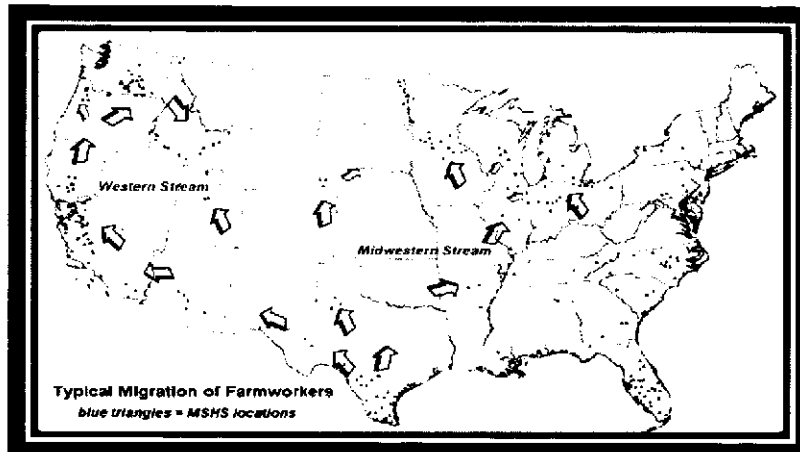 Western Stream
Midwestern Stream
Typical Migration of Farmworkers
blue triangles = MSHS locations